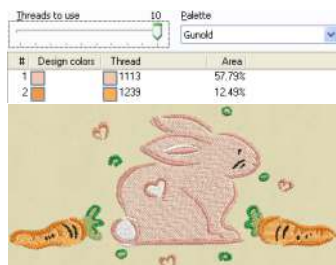 Threads to use 10 Palette
Gunold
# Design colors Thread Area
1 1113 57.79%
2 1239 12.49%